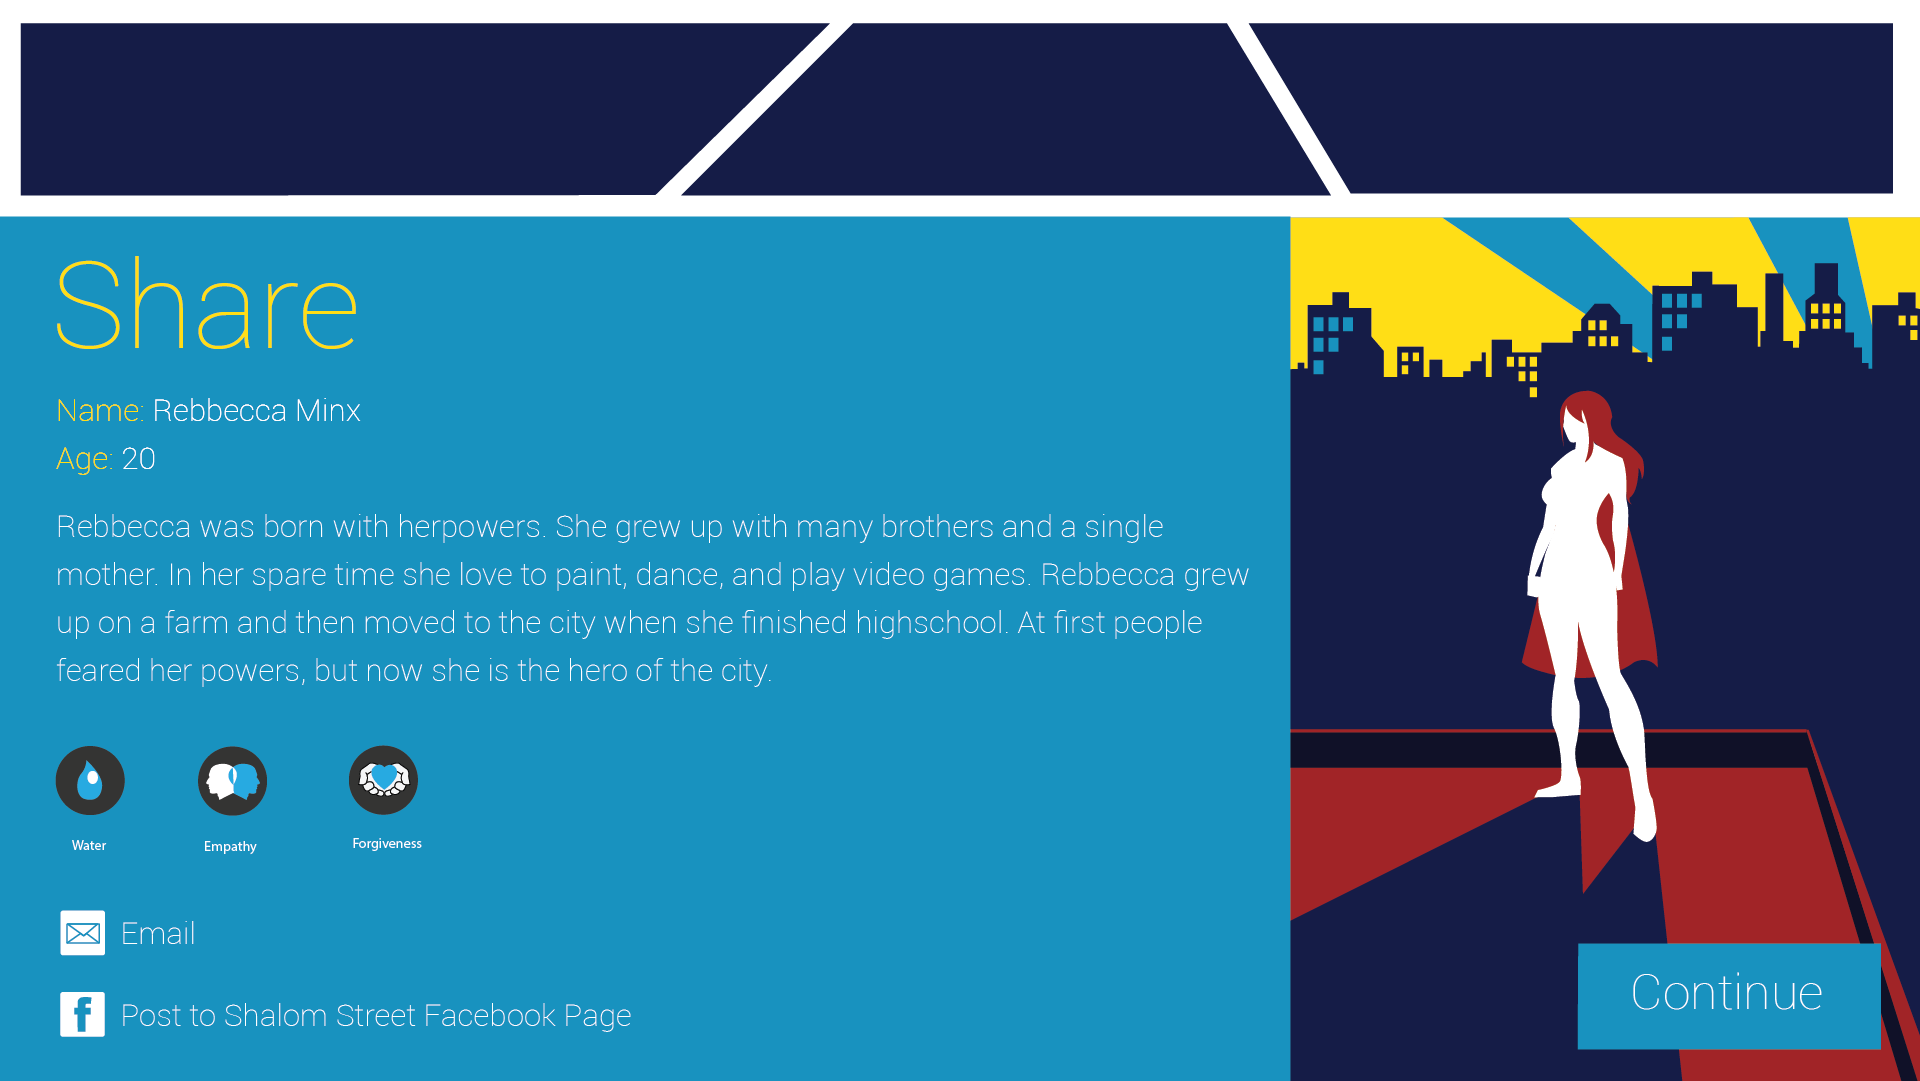 Share
Name: Rebbecca Minx
Age: 20
Rebbecca was born with herpowers. She grew up with many brothers and a single
mother. In her spare time she love to paint, dance, and play video games. Rebbecca grew
up on a farm and then moved to the city when she finished highschool. At first people
feared her powers, but now she is the hero of the city.
Water
Empathy
Forgiveness
Email
Post to Shalom Street Facebook Page
Continue